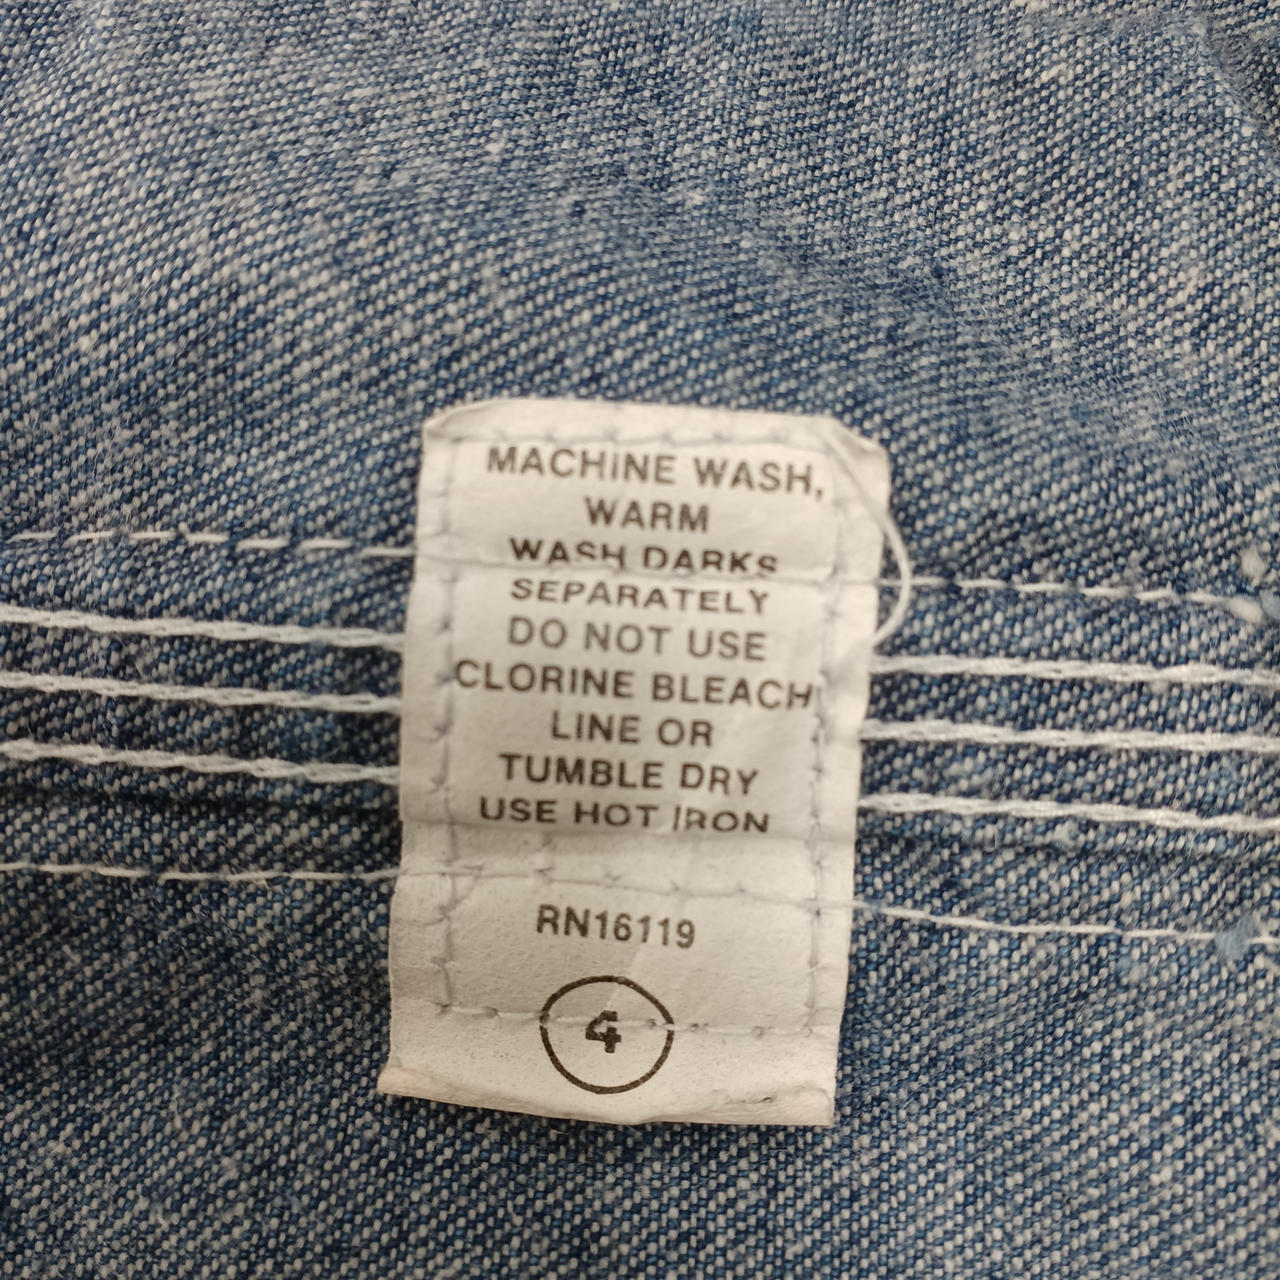 MACHINE WASH,
WARM
WASH DARKS
SEPARATELY
DO NOT USE
CLORINE BLEACH
LINE OR
TUMBLE DRY
USE HOT IRON
RN16119
4